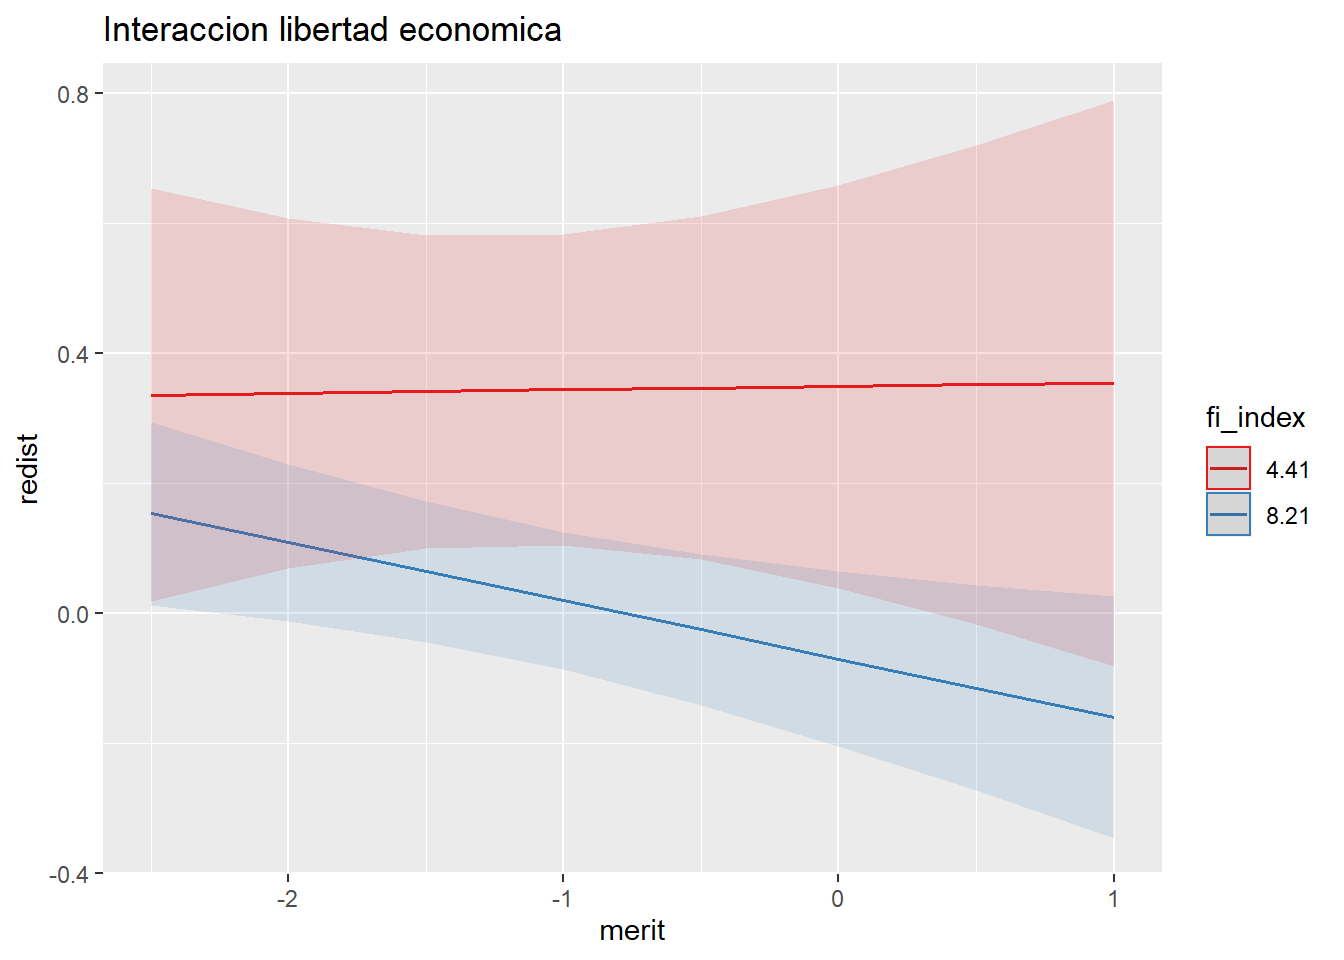 Interaccion libertad economica
0.8
0.4
0.0
-0.4
redist
-2 -1 0 1
merit
fi_index
4.41
8.21